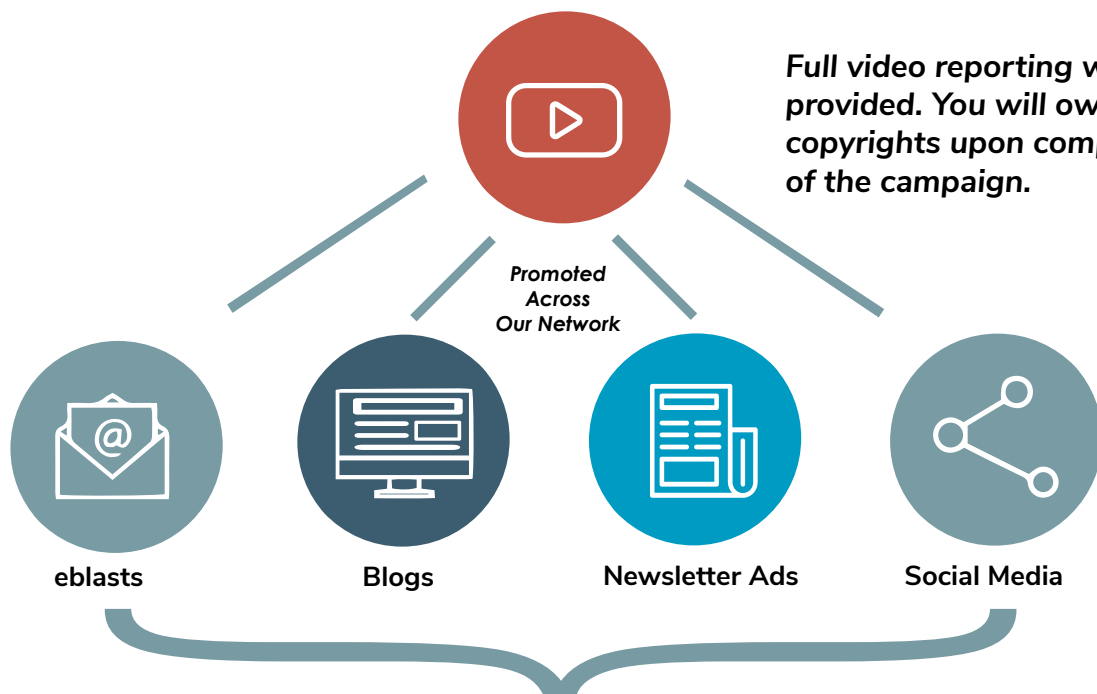 Full video reporting w
provided. You will ow
copyrights upon comp
of the campaign.
Promoted
Across
Our Network
@
eblasts
Blogs
Newsletter Ads
Social Media